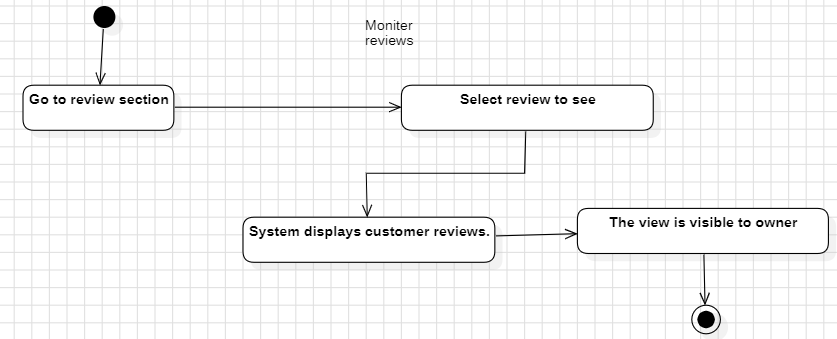 Moniter
reviews
Go to review section
Select review to see
System displays customer reviews.
The view is visible to owner